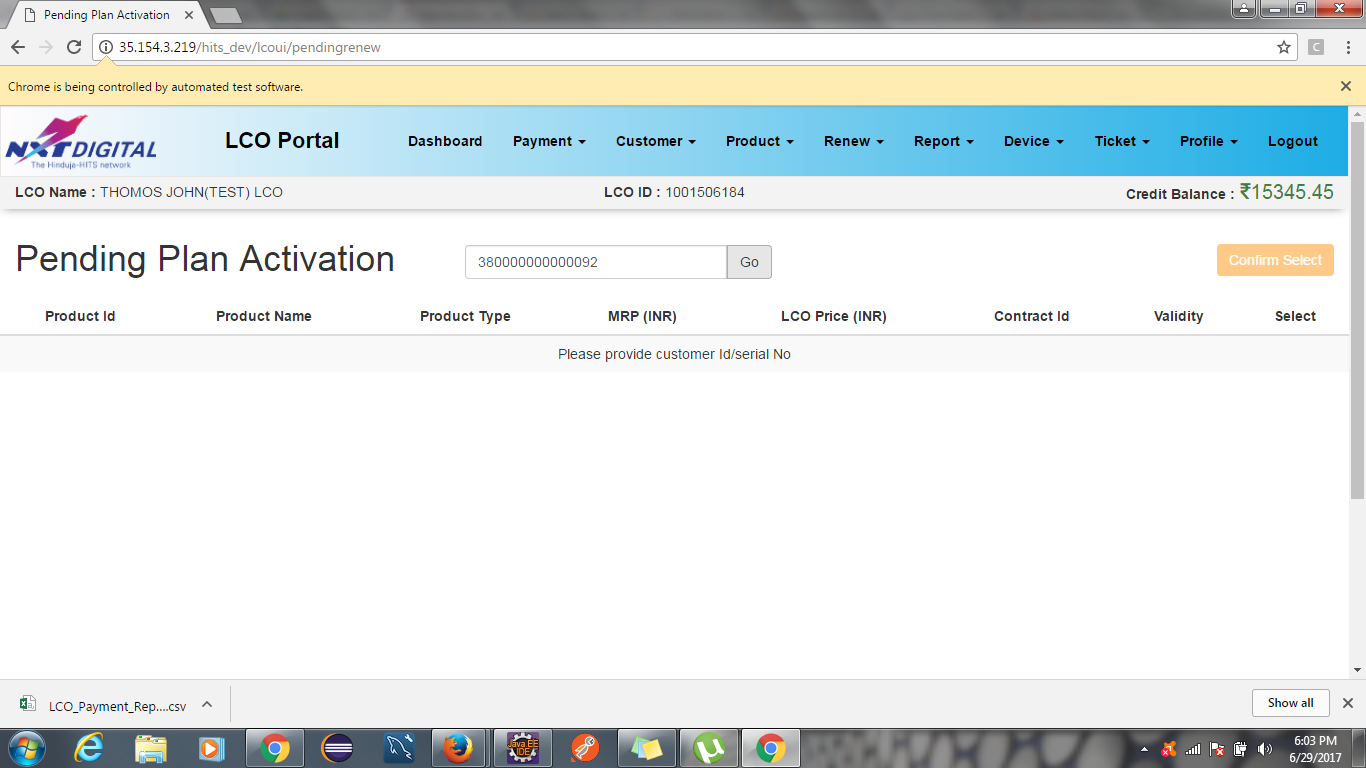 Pending Plan Activation
35.154.3.219/hits_dev/lcoui/pendingrenew
C
Chrome is being controlled by automated test software.
NXTDIGITAL
The Hinduja-HITS network
LCO Portal
Dashboard Payment Customer Product Renew Report Device Ticket Profile Logout
LCO Name : THOMOS JOHN(TEST) LCO LCO ID : 1001506184 Credit Balance : ₹15345.45
Pending Plan Activation 380000000000092 Go Confirm Select
Product Id Product Name Product Type MRP (INR) LCO Price (INR) Contract Id Validity Select
Please provide customer Id/serial No
LCO_Payment_Rep....csv Show all
Java EE
IDE
6:03 PM
6/29/2017